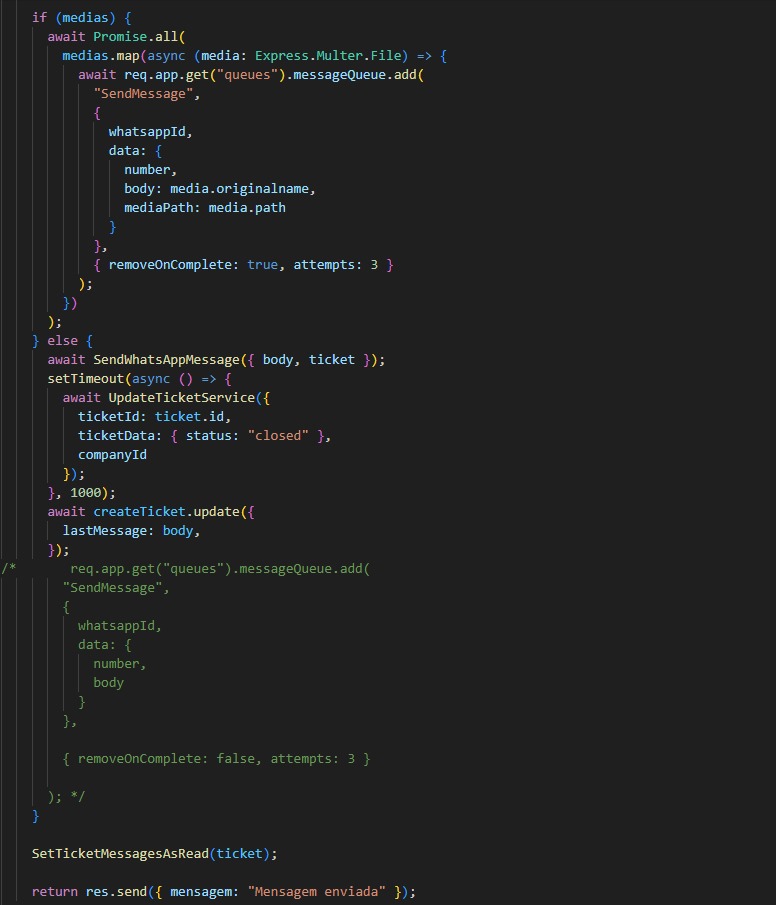 if (medias) {
await Promise.all(
medias.map(async (media: Express.Multer.File) => {
await req.app.get("queues").messageQueue.add(
"SendMessage",
{
whatsappId,
data: {
number,
body: media.originalname,
mediaPath: media.path
}
},
{ removeOnComplete: true, attempts: 3 }
);
})
);
} else {
await SendWhatsAppMessage({ body, ticket });
setTimeout(async () => {
await UpdateTicketService({
ticketId: ticket.id,
ticketData: { status: "closed" },
companyId
});
}, 1000);
await createTicket.update({
lastMessage: body,
});
/* req.app.get("queues").messageQueue.add(
"SendMessage",
{
whatsappId,
data: {
number,
body
}
},
{ removeOnComplete: false, attempts: 3 }
); */
}
SetTicketMessagesAsRead(ticket);
return res.send({ mensagem: "Mensagem enviada" });